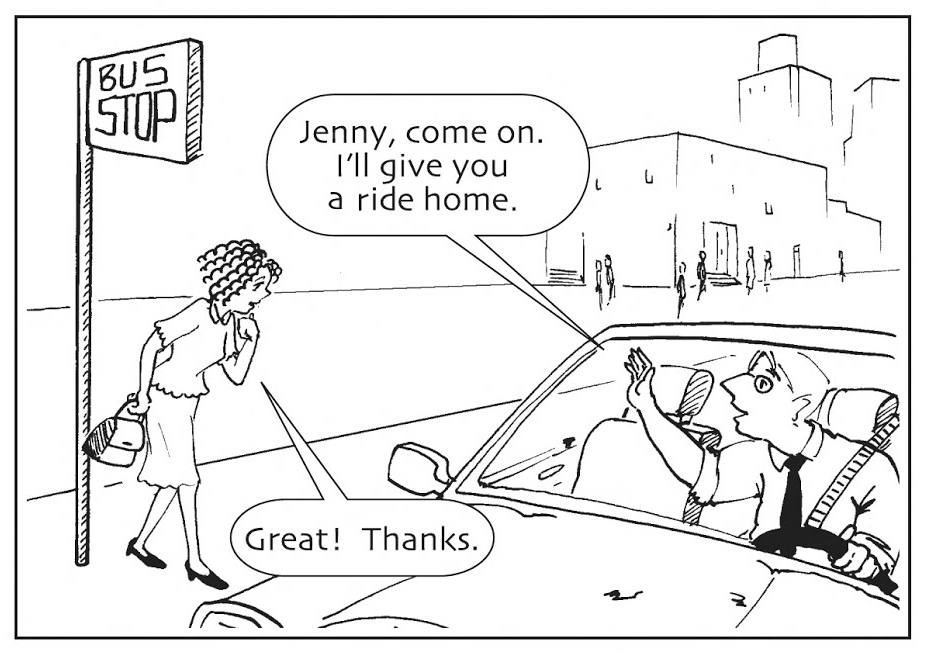 BUS
STOP
Jenny, come on.
I'll give you
a ride home.
Great! Thanks.